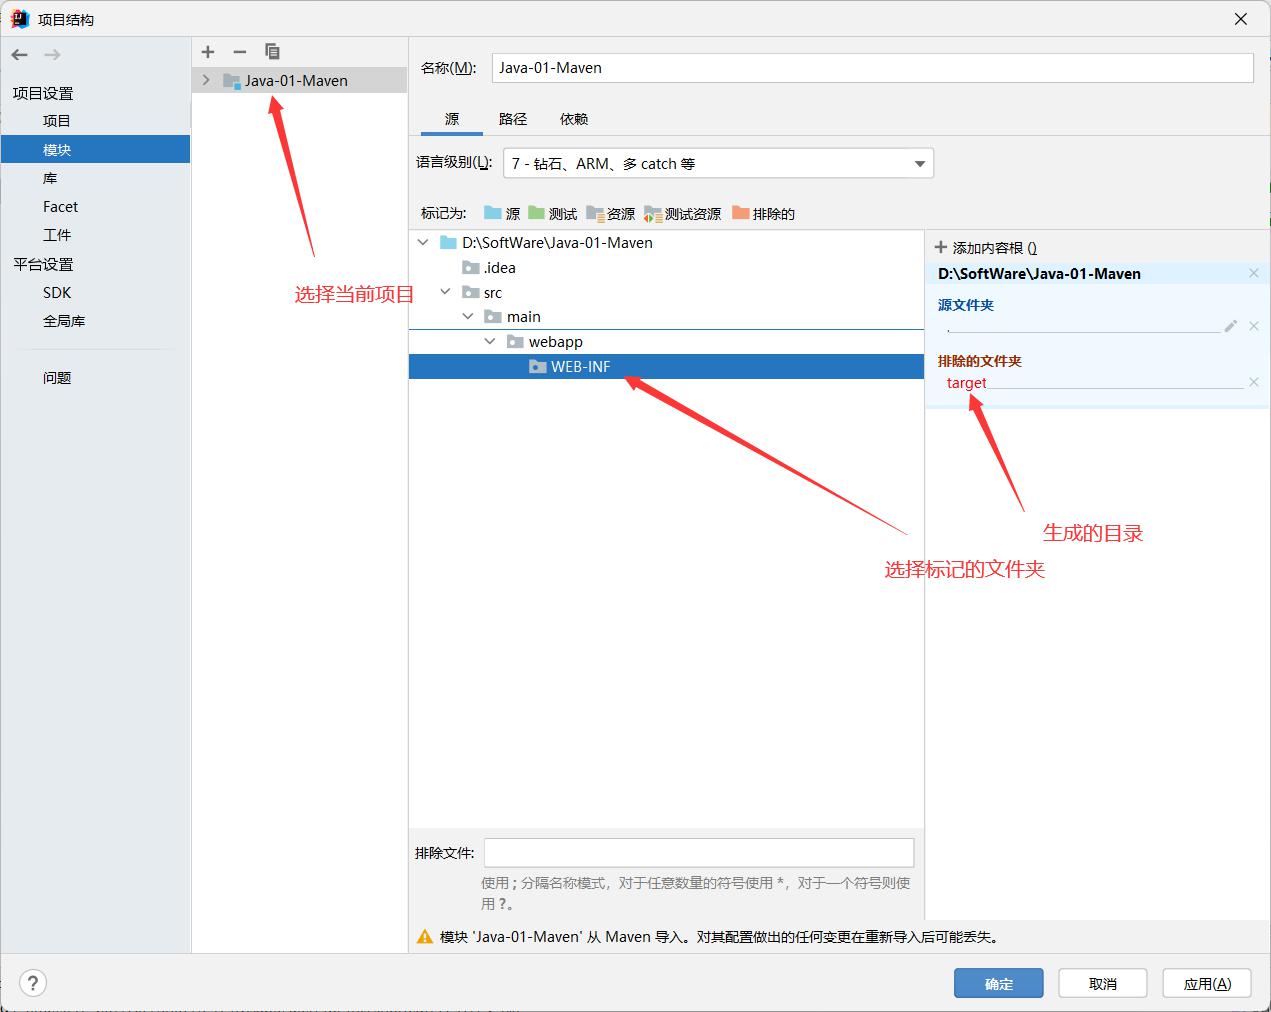 项目结构
Java-01-Maven
名称(M):
Java-01-Maven
项目设置
项目
模块
库
Facet
工件
平台设置
SDK
全局库
问题
源
路径
依赖
语言级别(L):
7 - 钻石、ARM、多 catch 等
标记为:
源
测试
资源
测试资源
排除的
D:\SoftWare\Java-01-Maven
.idea
src
main
webapp
WEB-INF
添加内容根 ()
D:\SoftWare\Java-01-Maven
源文件夹
.
排除的文件夹
target
选择当前项目
生成的目录
选择标记的文件夹
排除文件:
使用 ; 分隔名称模式，对于任意数量的符号使用 *，对于一个符号则使
用 ?。
模块 'Java-01-Maven' 从 Maven 导入。对其配置做出的任何变更在重新导入后可能丢失。
?
确定
取消
应用(A)